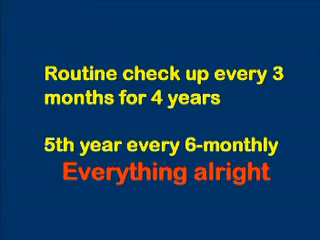 Routine check up every 3
months for 4 years
5th year every 6-monthly
Everything alright